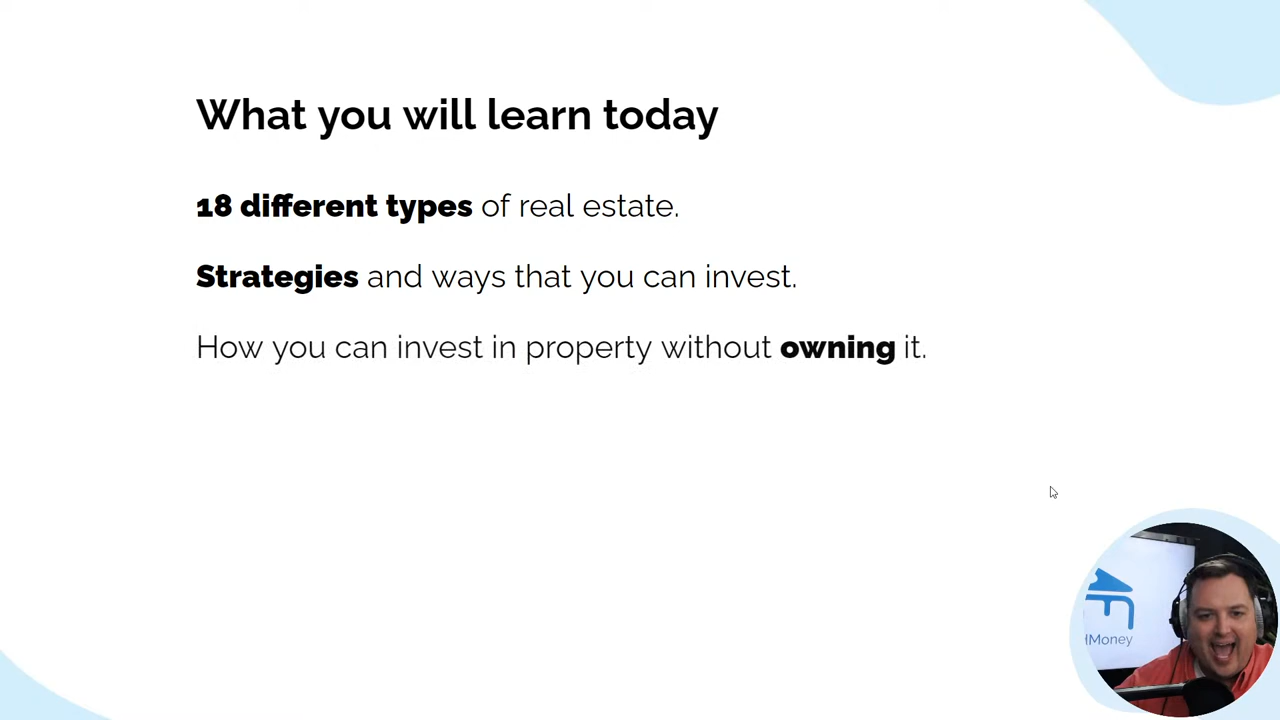 What you will learn today
18 different types of real estate.
Strategies and ways that you can invest.
How you can invest in property without owning it.
Money